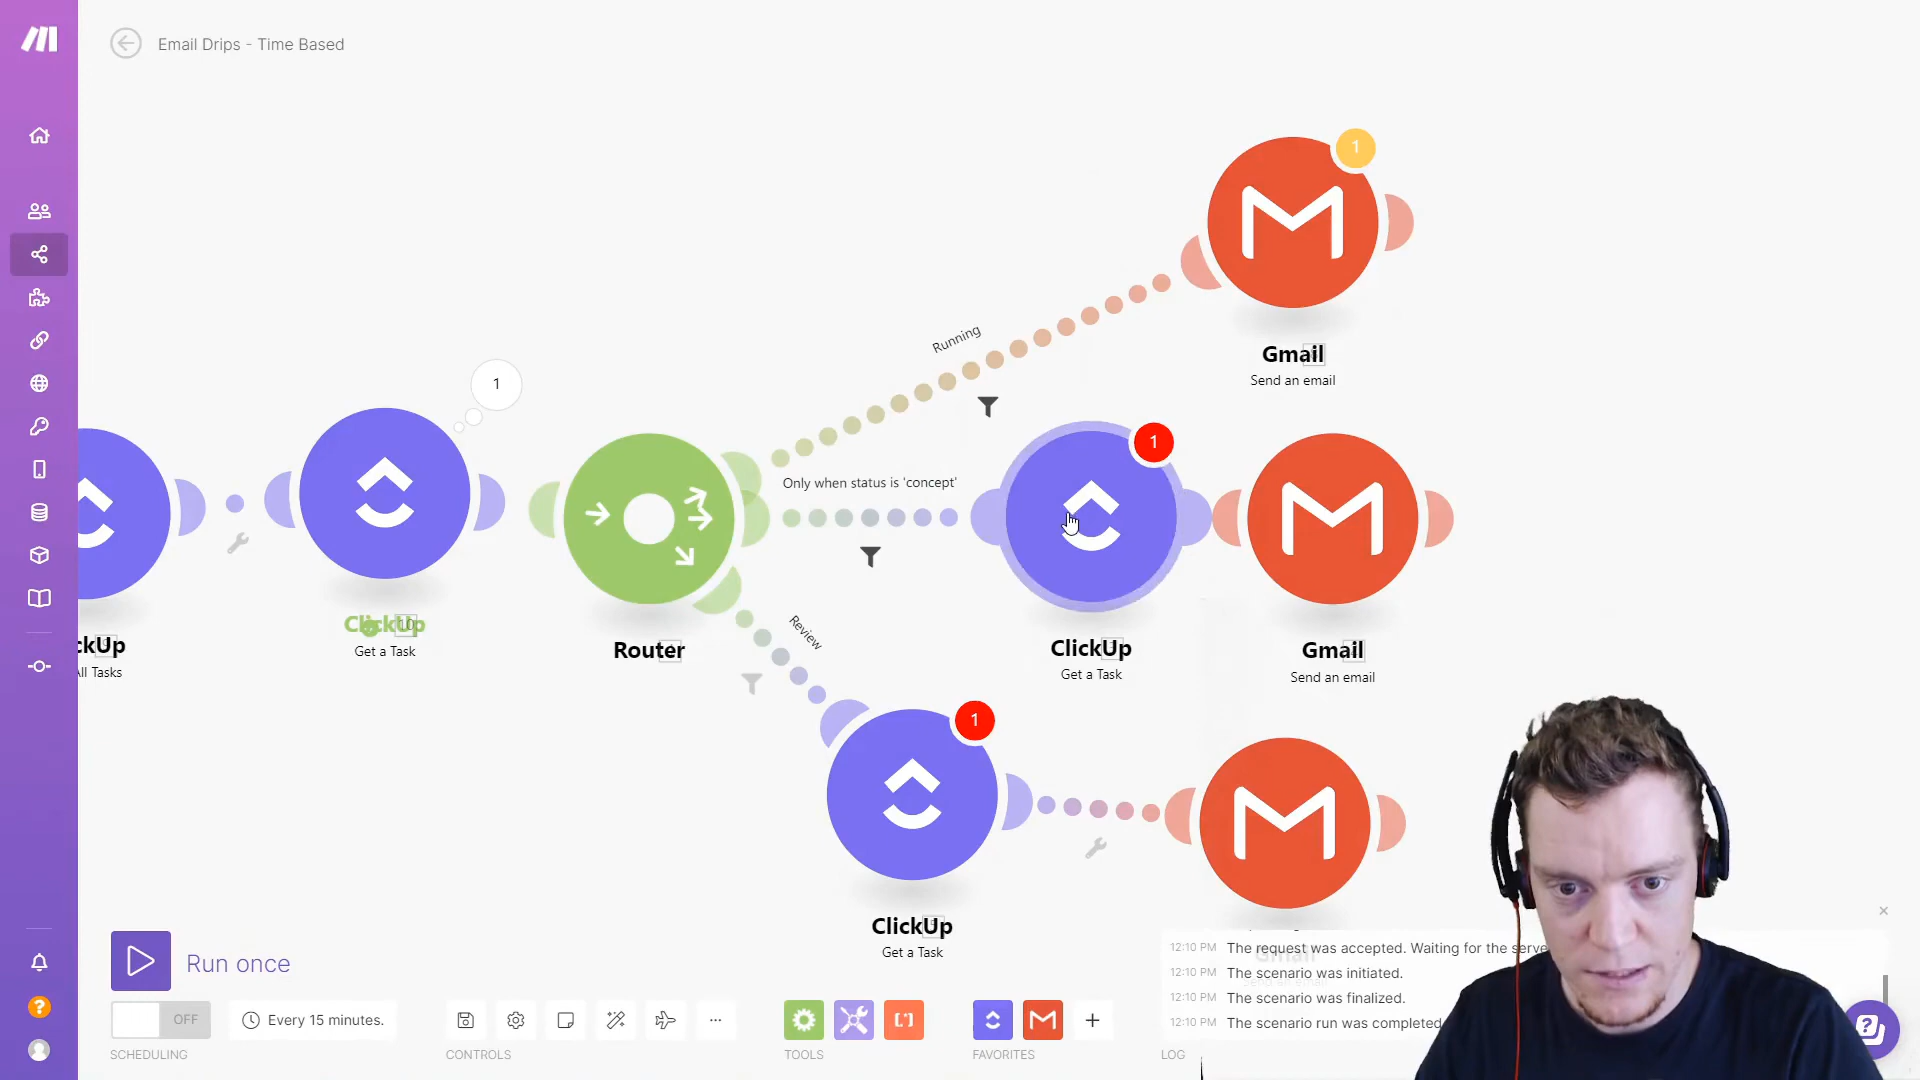 Email Drips - Time Based
1
Gmail
Send an email
Running
1
ClickUp
Get a Task
Router
Only when status is 'concept'
1
ClickUp
Get a Task
Gmail
Send an email
ckUp
All Tasks
Review
1
ClickUp
Get a Task
Gmail
Run once
OFF
Every 15 minutes.
SCHEDULING
CONTROLS
TOOLS
FAVORITES
LOG
12:10 PM The request was accepted. Waiting for the serve
12:10 PM The scenario was initiated.
12:10 PM The scenario was finalized.
12:10 PM The scenario run was completed